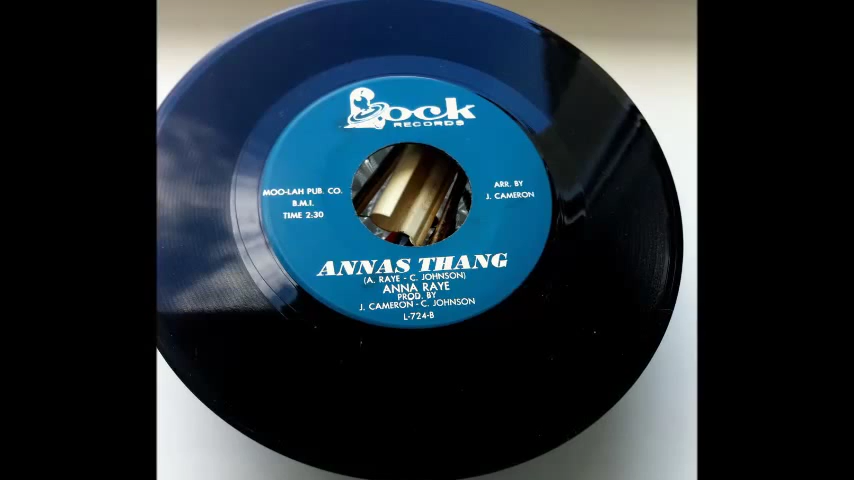 Lock
RECORDS
MOO-LAH PUB. CO.
B.M.I.
TIME 2:30
ARR. BY
J. CAMERON
ANNAS THANG
(A. RAYE - C. JOHNSON)
ANNA RAYE
PROD. BY
J. CAMERON - C. JOHNSON
L-724-B